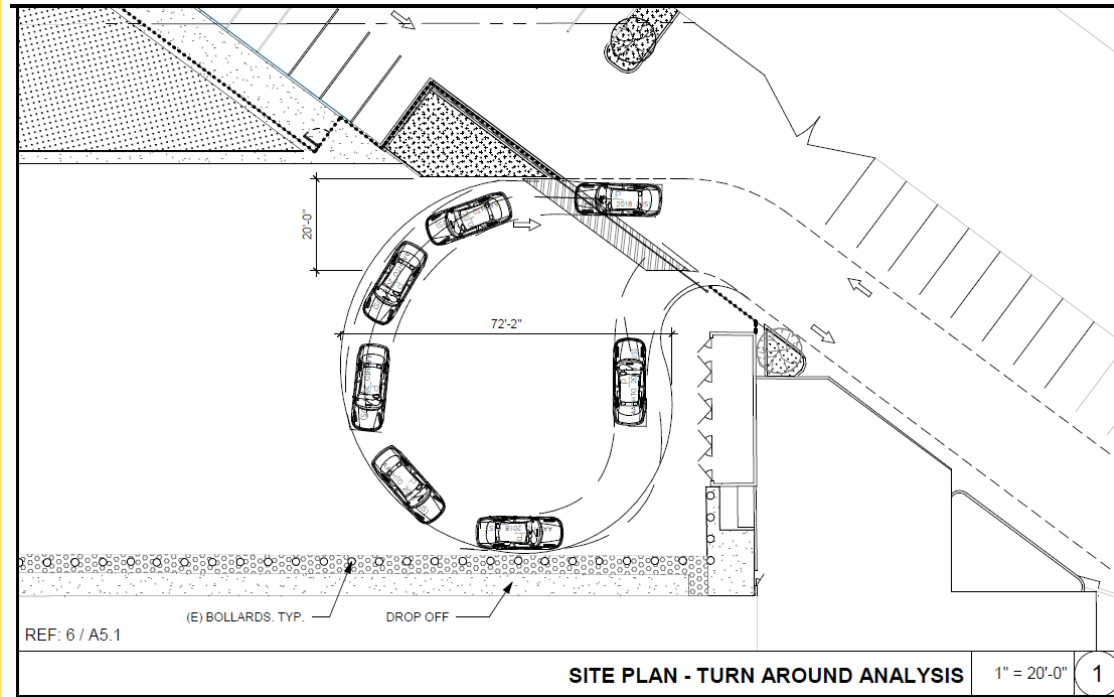 20'-0"
72'-2"
(E) BOLLARDS. TYP.
DROP OFF
REF: 6 / A5.1
SITE PLAN - TURN AROUND ANALYSIS
1" = 20'-0"
1